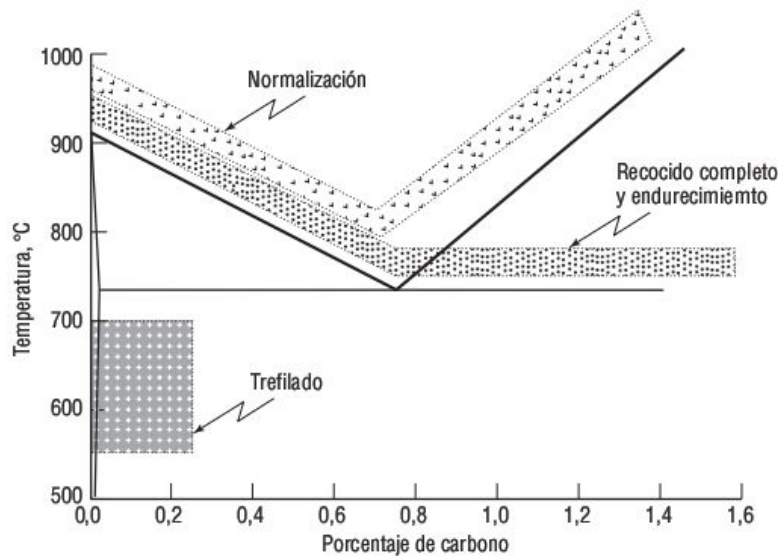 1000
900
800
700
600
500
Temperatura, °C
Normalización
Recocido completo
y endurecimiemto
Trefilado
0,0 0,2 0,4 0,6 0,8 1,0 1,2 1,4 1,6
Porcentaje de carbono